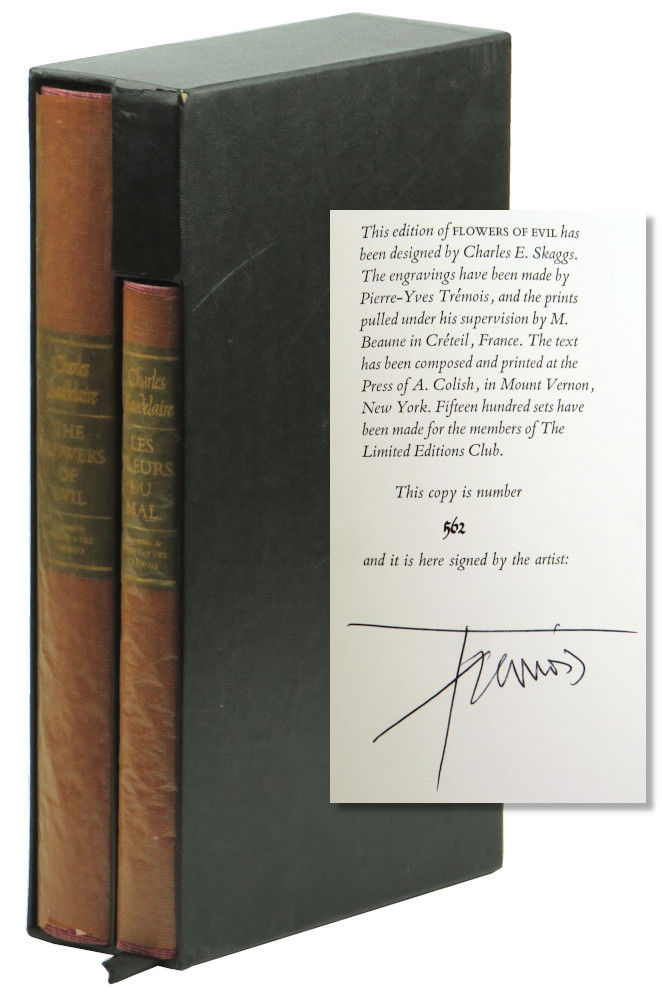 Charles
Baudelaire
THE
FLOWERS
OF
EVIL
Charles
Baudelaire
LES
FLEURS
DU
MAL
This edition of FLOWERS OF EVIL has
been designed by Charles E. Skaggs.
The engravings have been made by
Pierre-Yves Trémois, and the prints
pulled under his supervision by M.
Beaune in Créteil, France. The text
has been composed and printed at the
Press of A. Colish, in Mount Vernon,
New York. Fifteen hundred sets have
been made for the members of The
Limited Editions Club.
This copy is number
562
and it is here signed by the artist:
Trémois